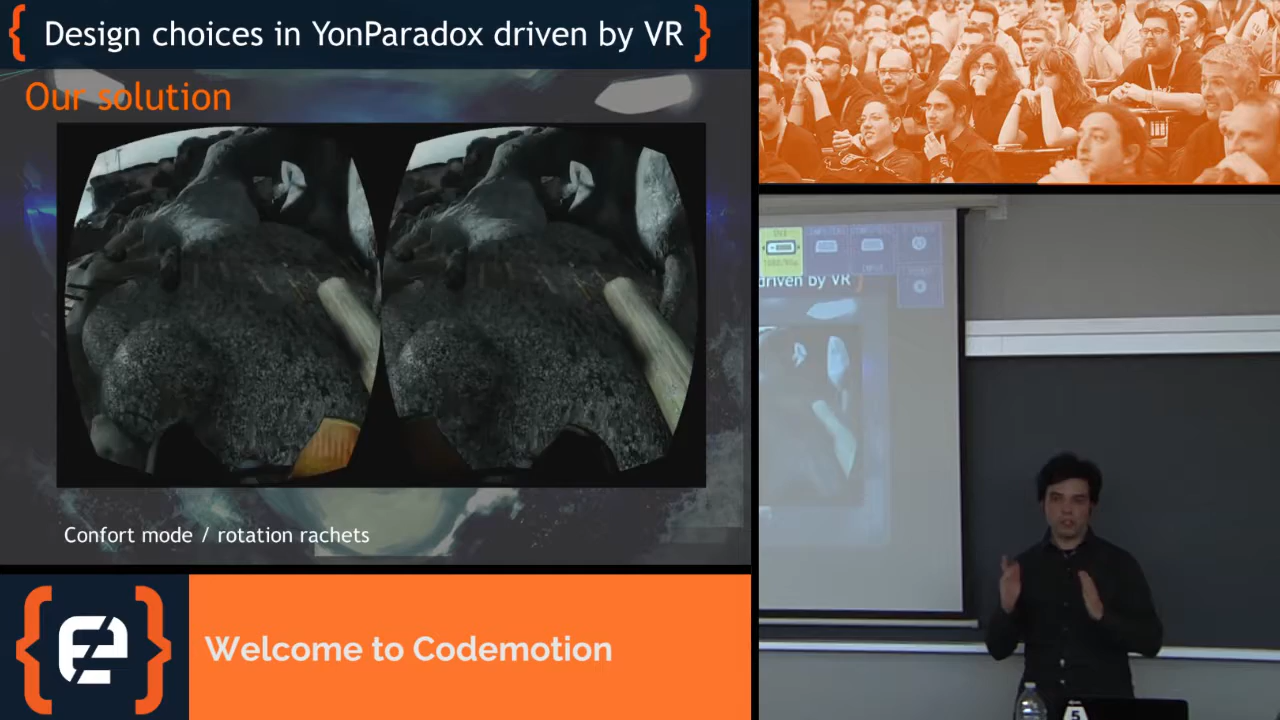 Design choices in YonParadox driven by VR
Our solution
Confort mode / rotation rachets
Welcome to Codemotion
driven by VR
5